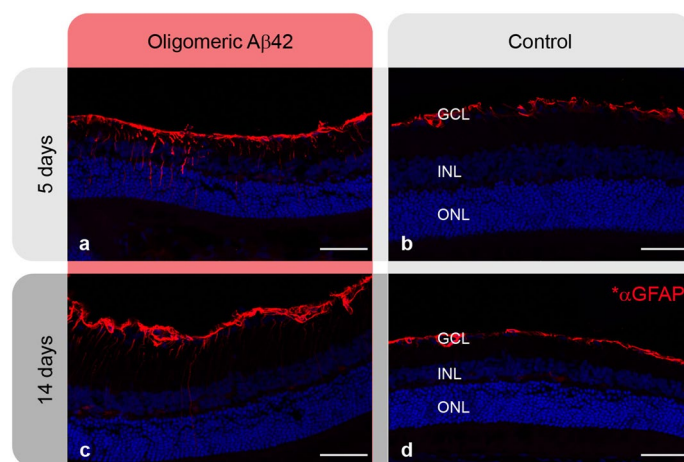 Oligomeric Aβ42
Control
5 days
GCL
INL
ONL
a
b
14 days
*αGFAP
GCL
INL
ONL
c
d